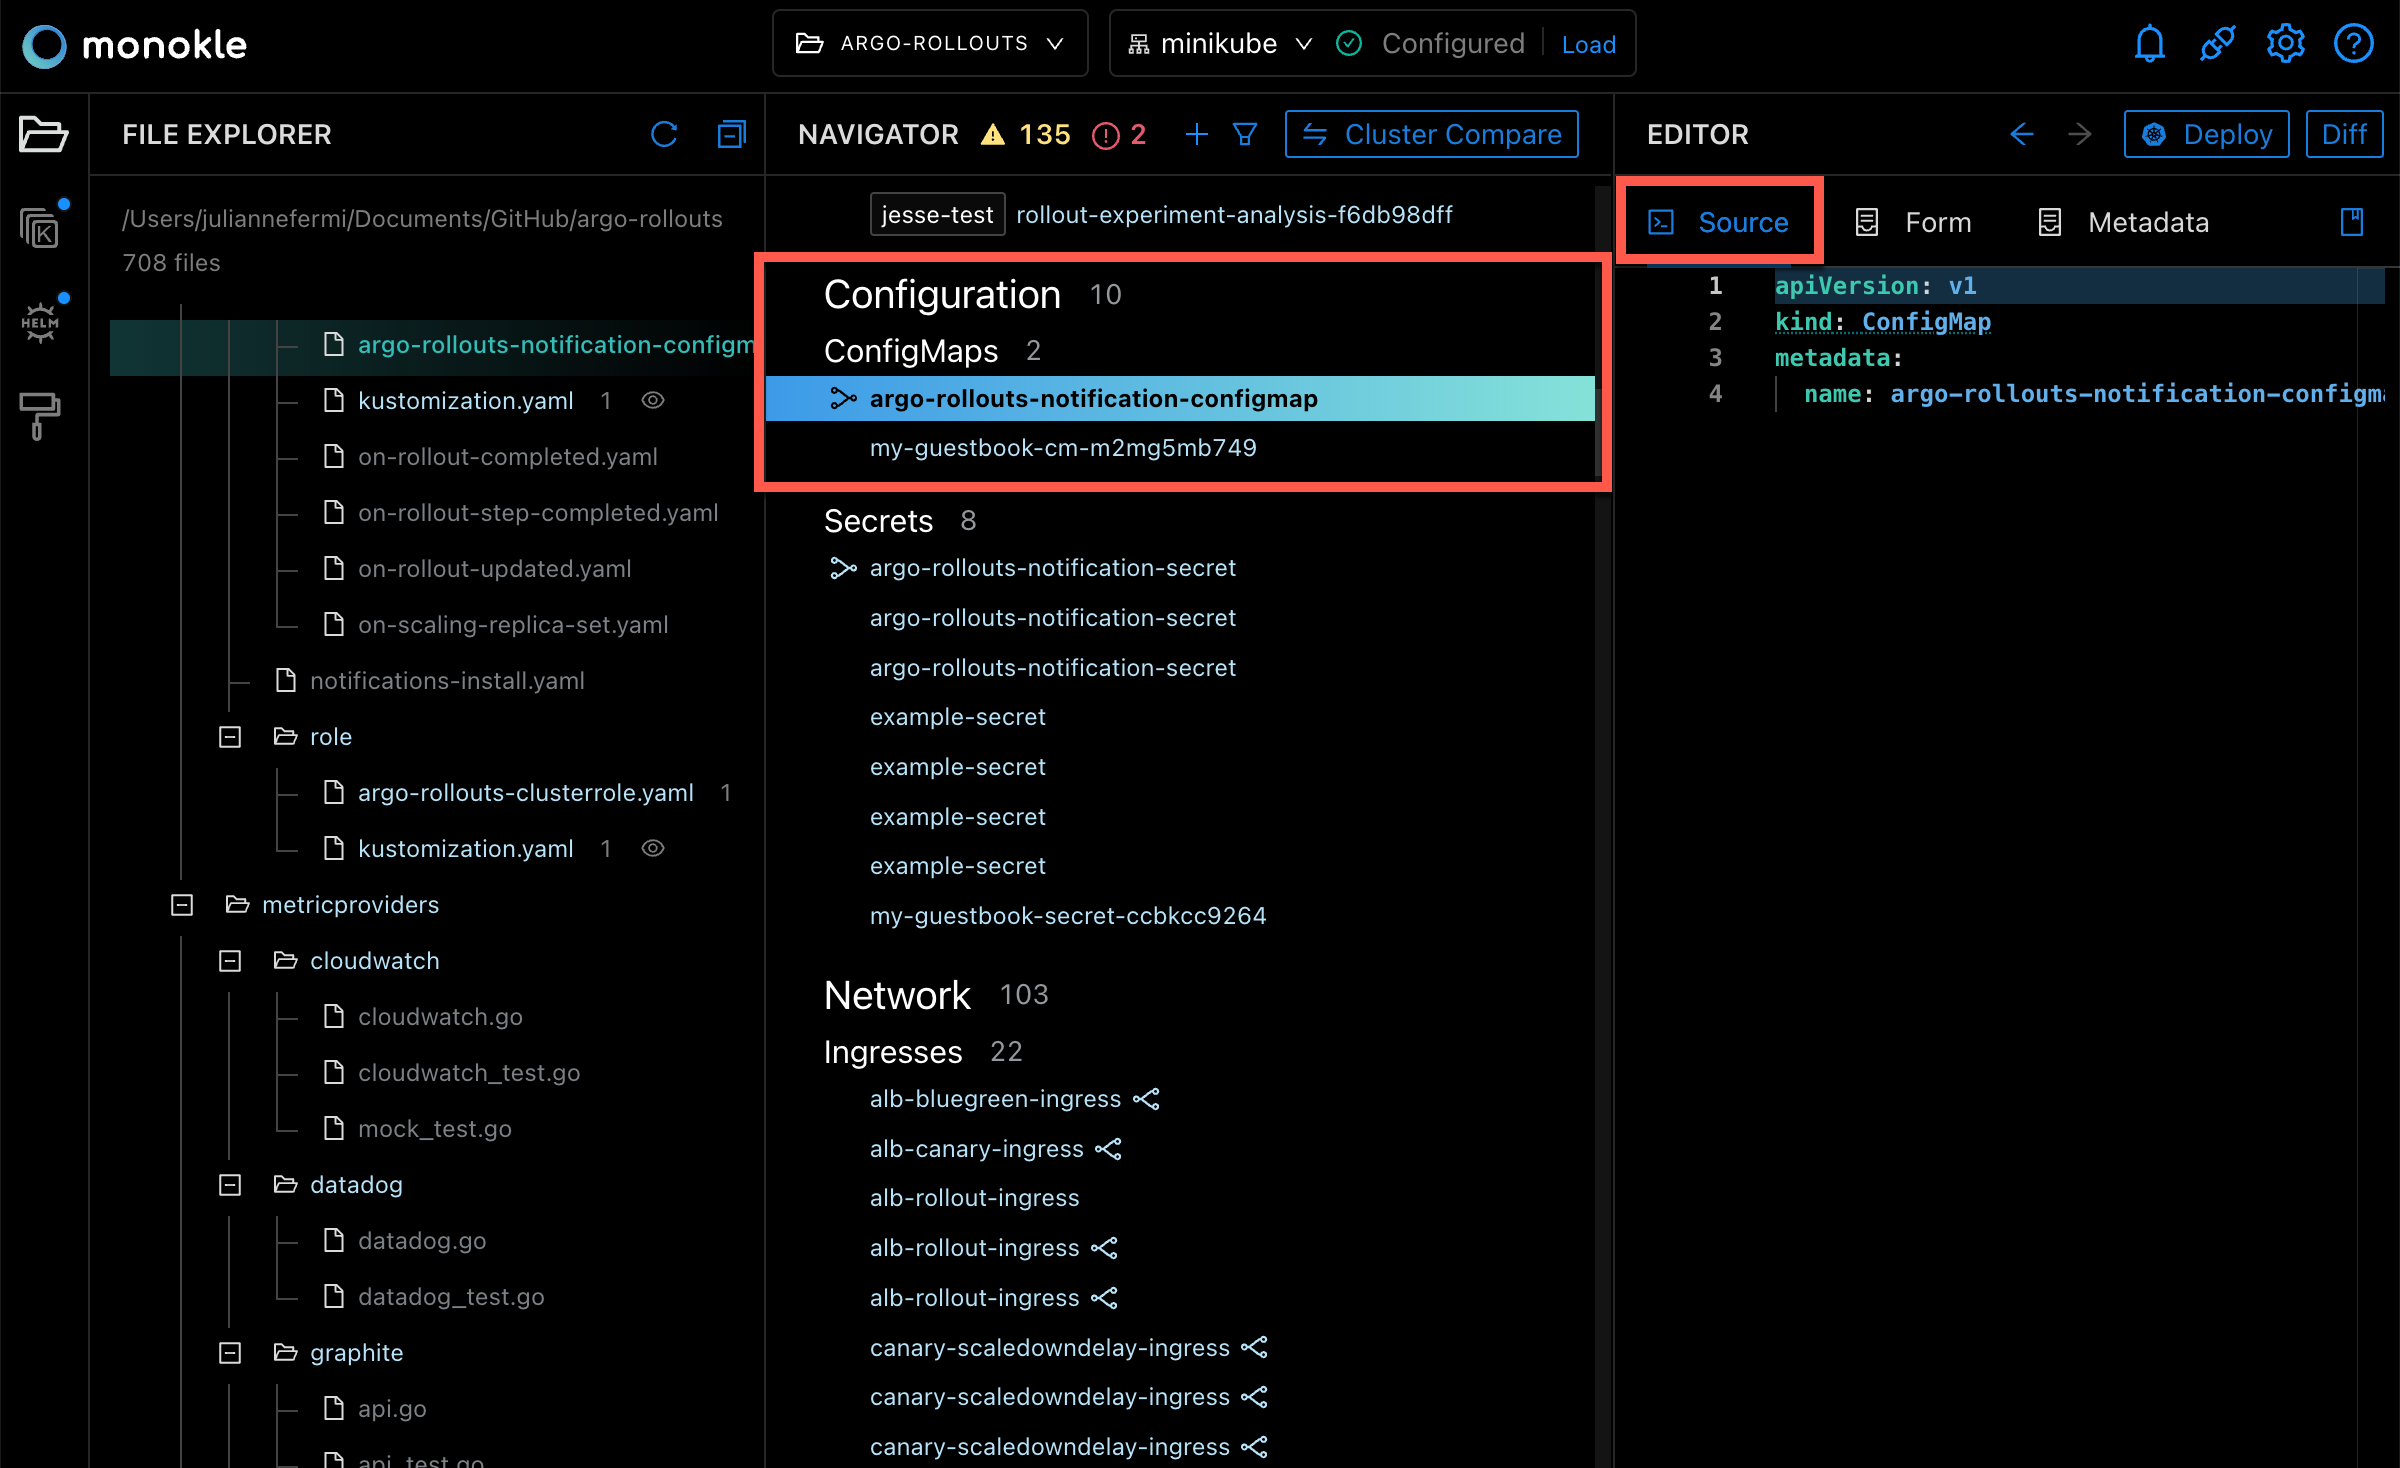 monokle
ARGO-ROLLOUTS
minikube
Configured
Load
FILE EXPLORER
/Users/juliannefermi/Documents/GitHub/argo-rollouts
708 files
argo-rollouts-notification-configm
kustomization.yaml 1
on-rollout-completed.yaml
on-rollout-step-completed.yaml
on-rollout-updated.yaml
on-scaling-replica-set.yaml
notifications-install.yaml
role
argo-rollouts-clusterrole.yaml 1
kustomization.yaml 1
metricproviders
cloudwatch
cloudwatch.go
cloudwatch_test.go
mock_test.go
datadog
datadog.go
datadog_test.go
graphite
api.go
api_test.go
K
HELM
NAVIGATOR 135 2
Cluster Compare
jesse-test rollout-experiment-analysis-f6db98dff
Configuration 10
ConfigMaps 2
argo-rollouts-notification-configmap
my-guestbook-cm-m2mg5mb749
Secrets 8
argo-rollouts-notification-secret
argo-rollouts-notification-secret
argo-rollouts-notification-secret
example-secret
example-secret
example-secret
example-secret
my-guestbook-secret-ccbkcc9264
Network 103
Ingresses 22
alb-bluegreen-ingress
alb-canary-ingress
alb-rollout-ingress
alb-rollout-ingress
alb-rollout-ingress
canary-scaledowndelay-ingress
canary-scaledowndelay-ingress
canary-scaledowndelay-ingress
EDITOR
Deploy
Diff
Source
Form
Metadata
1 apiVersion: v1
2 kind: ConfigMap
3 metadata:
4 name: argo-rollouts-notification-configma